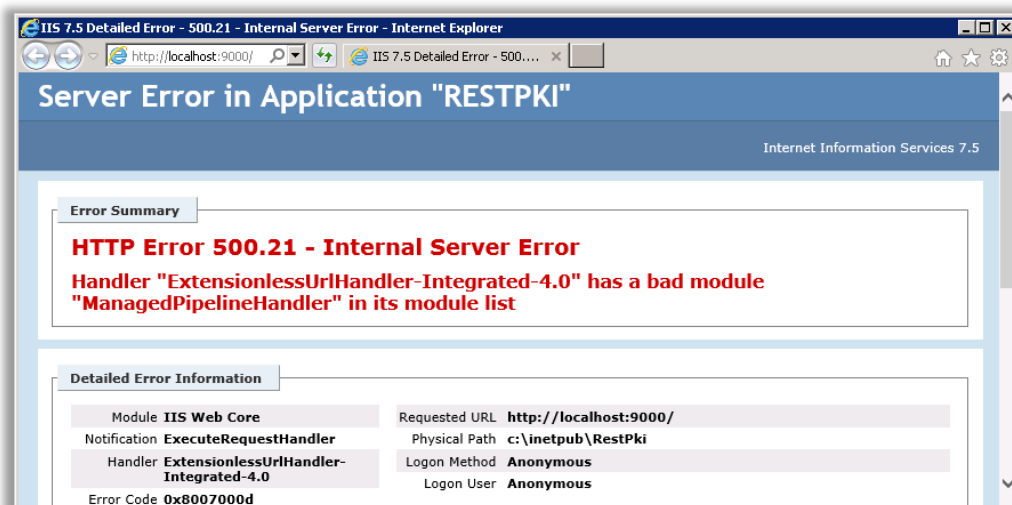 IIS 7.5 Detailed Error - 500.21 - Internal Server Error - Internet Explorer
http://localhost:9000/
IIS 7.5 Detailed Error - 500....
Server Error in Application "RESTPKI"
Internet Information Services 7.5
Error Summary
HTTP Error 500.21 - Internal Server Error
Handler "ExtensionlessUrlHandler-Integrated-4.0" has a bad module
"ManagedPipelineHandler" in its module list
Detailed Error Information
Module IIS Web Core
Notification ExecuteRequestHandler
Handler ExtensionlessUrlHandler-
Integrated-4.0
Error Code 0x8007000d
Requested URL http://localhost:9000/
Physical Path c:\inetpub\RestPki
Logon Method Anonymous
Logon User Anonymous